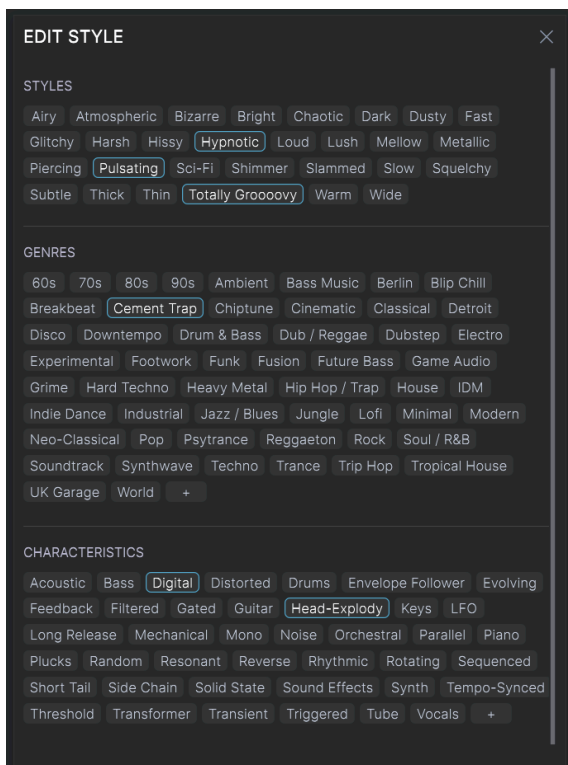 EDIT STYLE
STYLES
Airy Atmospheric Bizarre Bright Chaotic Dark Dusty Fast
Glitchy Harsh Hissy Hypnotic Loud Lush Mellow Metallic
Piercing Pulsating Sci-Fi Shimmer Slammed Slow Squelchy
Subtle Thick Thin Totally Groooovy Warm Wide
GENRES
60s 70s 80s 90s Ambient Bass Music Berlin Blip Chill
Breakbeat Cement Trap Chiptune Cinematic Classical Detroit
Disco Downtempo Drum & Bass Dub / Reggae Dubstep Electro
Experimental Footwork Funk Fusion Future Bass Game Audio
Grime Hard Techno Heavy Metal Hip Hop / Trap House IDM
Indie Dance Industrial Jazz / Blues Jungle Lofi Minimal Modern
Neo-Classical Pop Psytrance Reggaeton Rock Soul / R&B
Soundtrack Synthwave Techno Trance Trip Hop Tropical House
UK Garage World +
CHARACTERISTICS
Acoustic Bass Digital Distorted Drums Envelope Follower Evolving
Feedback Filtered Gated Guitar Head-Explody Keys LFO
Long Release Mechanical Mono Noise Orchestral Parallel Piano
Plucks Random Resonant Reverse Rhythmic Rotating Sequenced
Short Tail Side Chain Solid State Sound Effects Synth Tempo-Synced
Threshold Transformer Transient Triggered Tube Vocals +